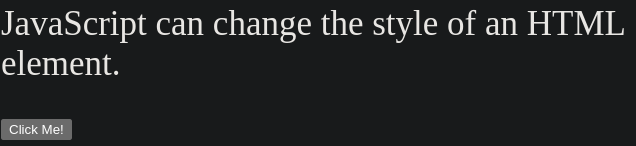 JavaScript can change the style of an HTML
element.
Click Me!